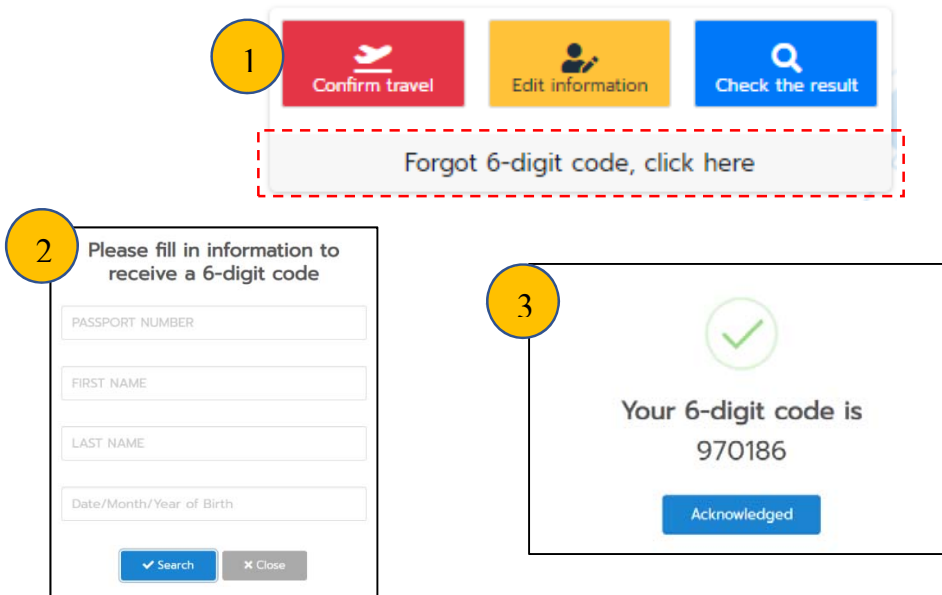 1
Confirm travel
Edit information
Check the result
Forgot 6-digit code, click here
2
Please fill in information to
receive a 6-digit code
PASSPORT NUMBER
FIRST NAME
LAST NAME
Date/Month/Year of Birth
Search
Close
3
Your 6-digit code is
970186
Acknowledged